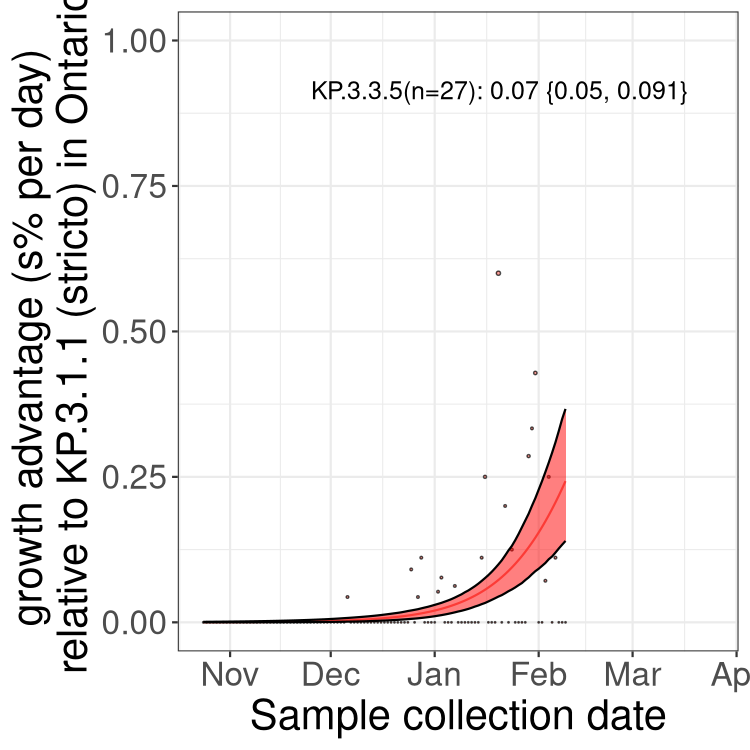 growth advantage (s% per day)
relative to KP.3.1.1 (stricto) in Ontario
1.00
0.75
0.50
0.25
0.00
KP.3.3.5(n=27): 0.07 {0.05, 0.091}
Nov Dec Jan Feb Mar Ap
Sample collection date